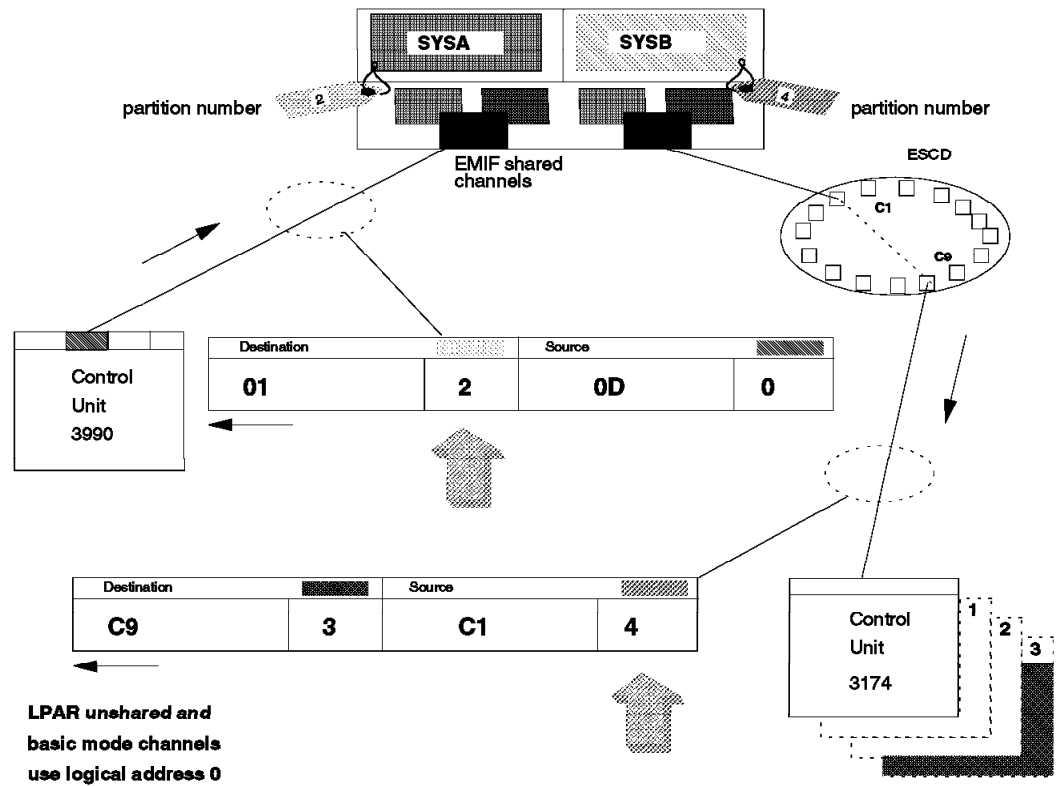 SYSA
SYSB
partition number
2
4
partition number
EMIF shared
channels
ESCD
C1
C9
Control
Unit
3990
Destination
Source
01
2
0D
0
Destination
Source
C9
3
C1
4
Control
Unit
3174
1
2
3
LPAR unshared and
basic mode channels
use logical address 0